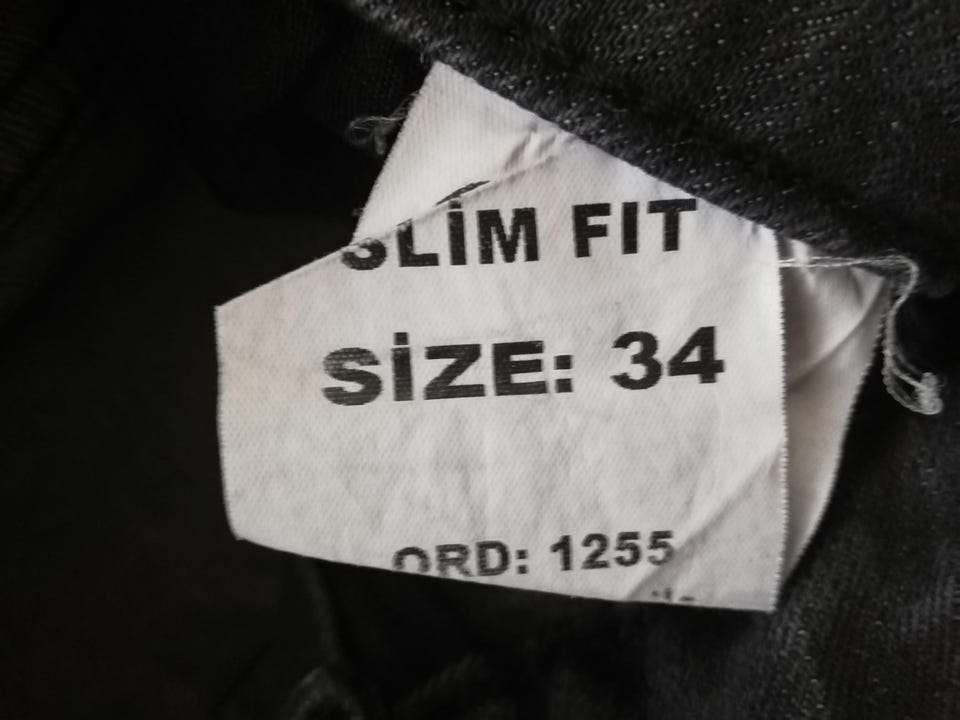 SLİM FIT
SİZE: 34
ORD: 1255